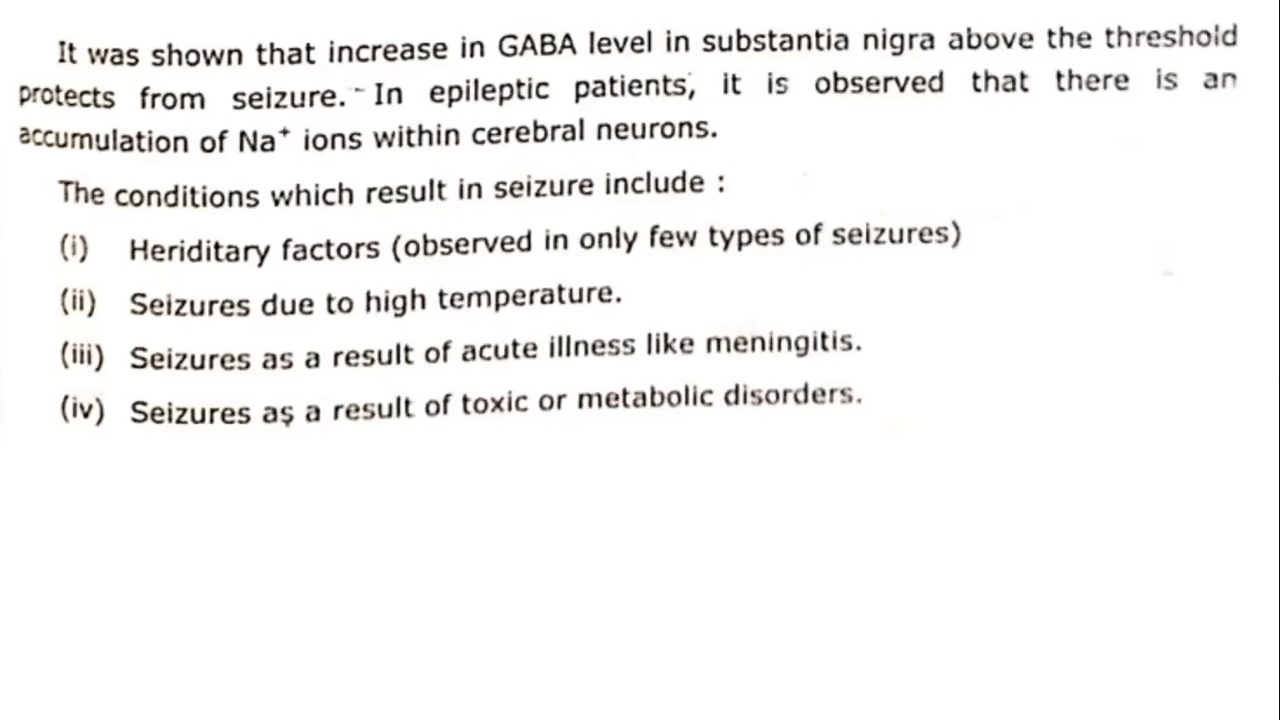 It was shown that increase in GABA level in substantia nigra above the threshold
protects from seizure. In epileptic patients, it is observed that there is an
accumulation of Na⁺ ions within cerebral neurons.
The conditions which result in seizure include :
(i) Heriditary factors (observed in only few types of seizures)
(ii) Seizures due to high temperature.
(iii) Seizures as a result of acute illness like meningitis.
(iv) Seizures as a result of toxic or metabolic disorders.